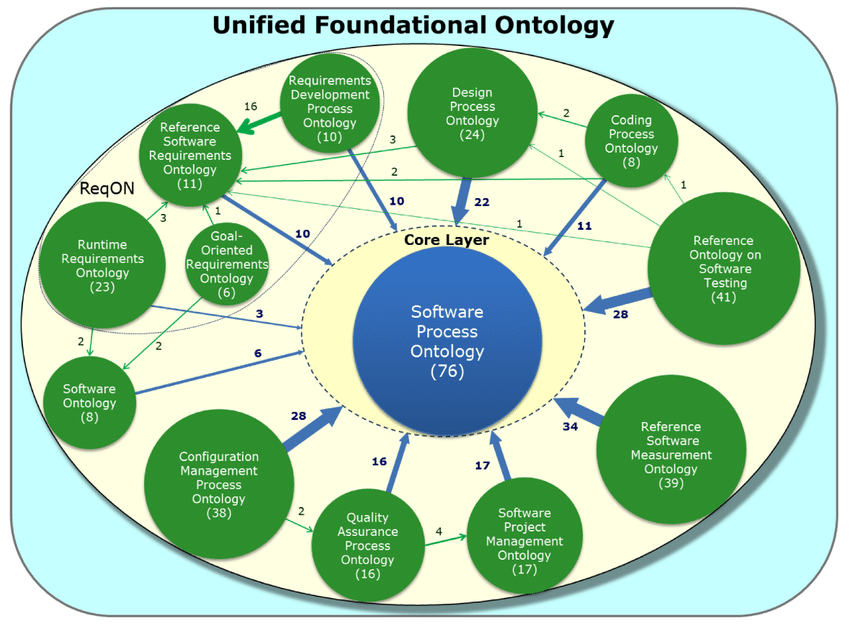 Unified Foundational Ontology
Requirements
Development
Process
Ontology
(10)
Design
Process
Ontology
(24)
Coding
Process
Ontology
(8)
Reference
Software
Requirements
Ontology
(11)
16
3
2
2
1
1
ReqON
10
22
11
1
3
1
10
Runtime
Requirements
Ontology
(23)
Goal-
Oriented
Requirements
Ontology
(6)
Core Layer
Reference
Ontology on
Software
Testing
(41)
Software
Process
Ontology
(76)
3
28
2
2
6
Software
Ontology
(8)
28
34
Reference
Software
Measurement
Ontology
(39)
Configuration
Management
Process
Ontology
(38)
16
17
2
Quality
Assurance
Process
Ontology
(16)
4
Software
Project
Management
Ontology
(17)